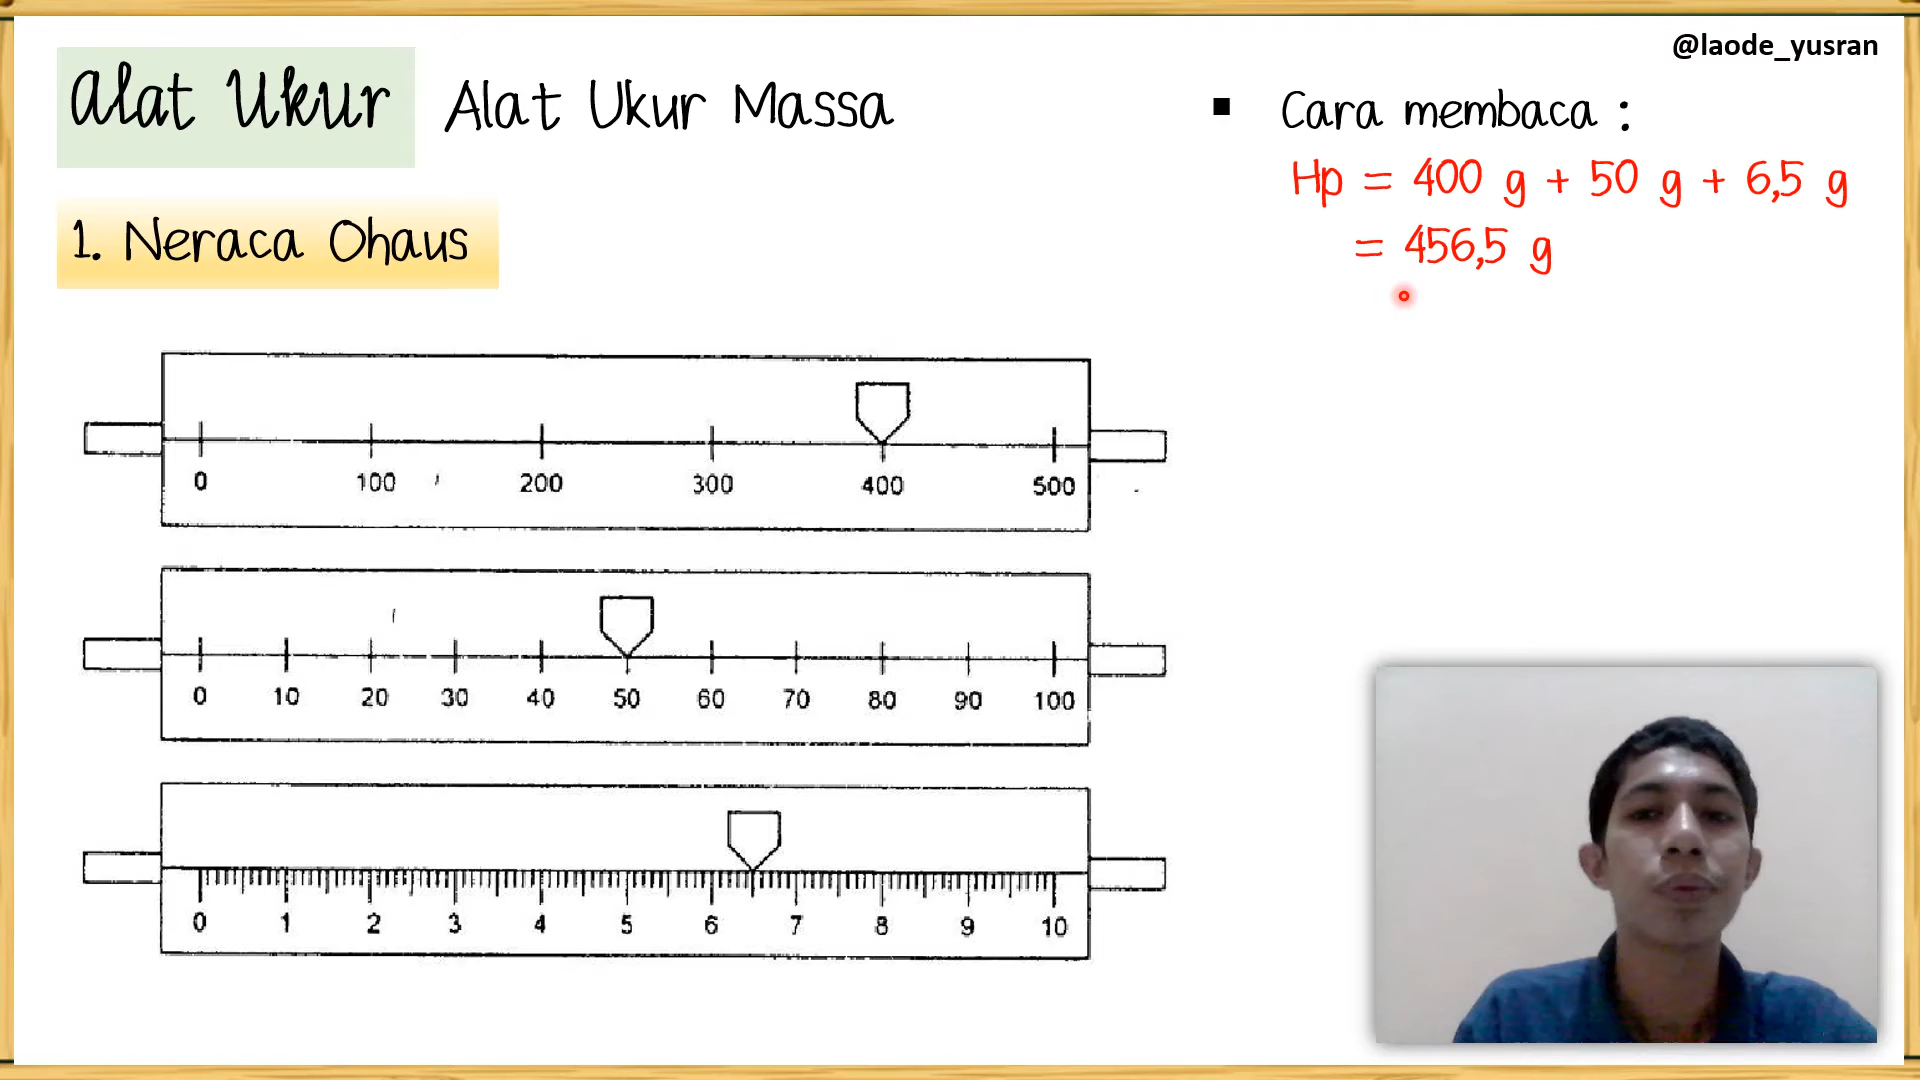 @laode_yusran
Alat Ukur
Alat Ukur Massa
1. Neraca Ohaus
▪ Cara membaca :
Hp = 400 g + 50 g + 6,5 g
= 456,5 g
0 100 200 300 400 500
0 10 20 30 40 50 60 70 80 90 100
0 1 2 3 4 5 6 7 8 9 10